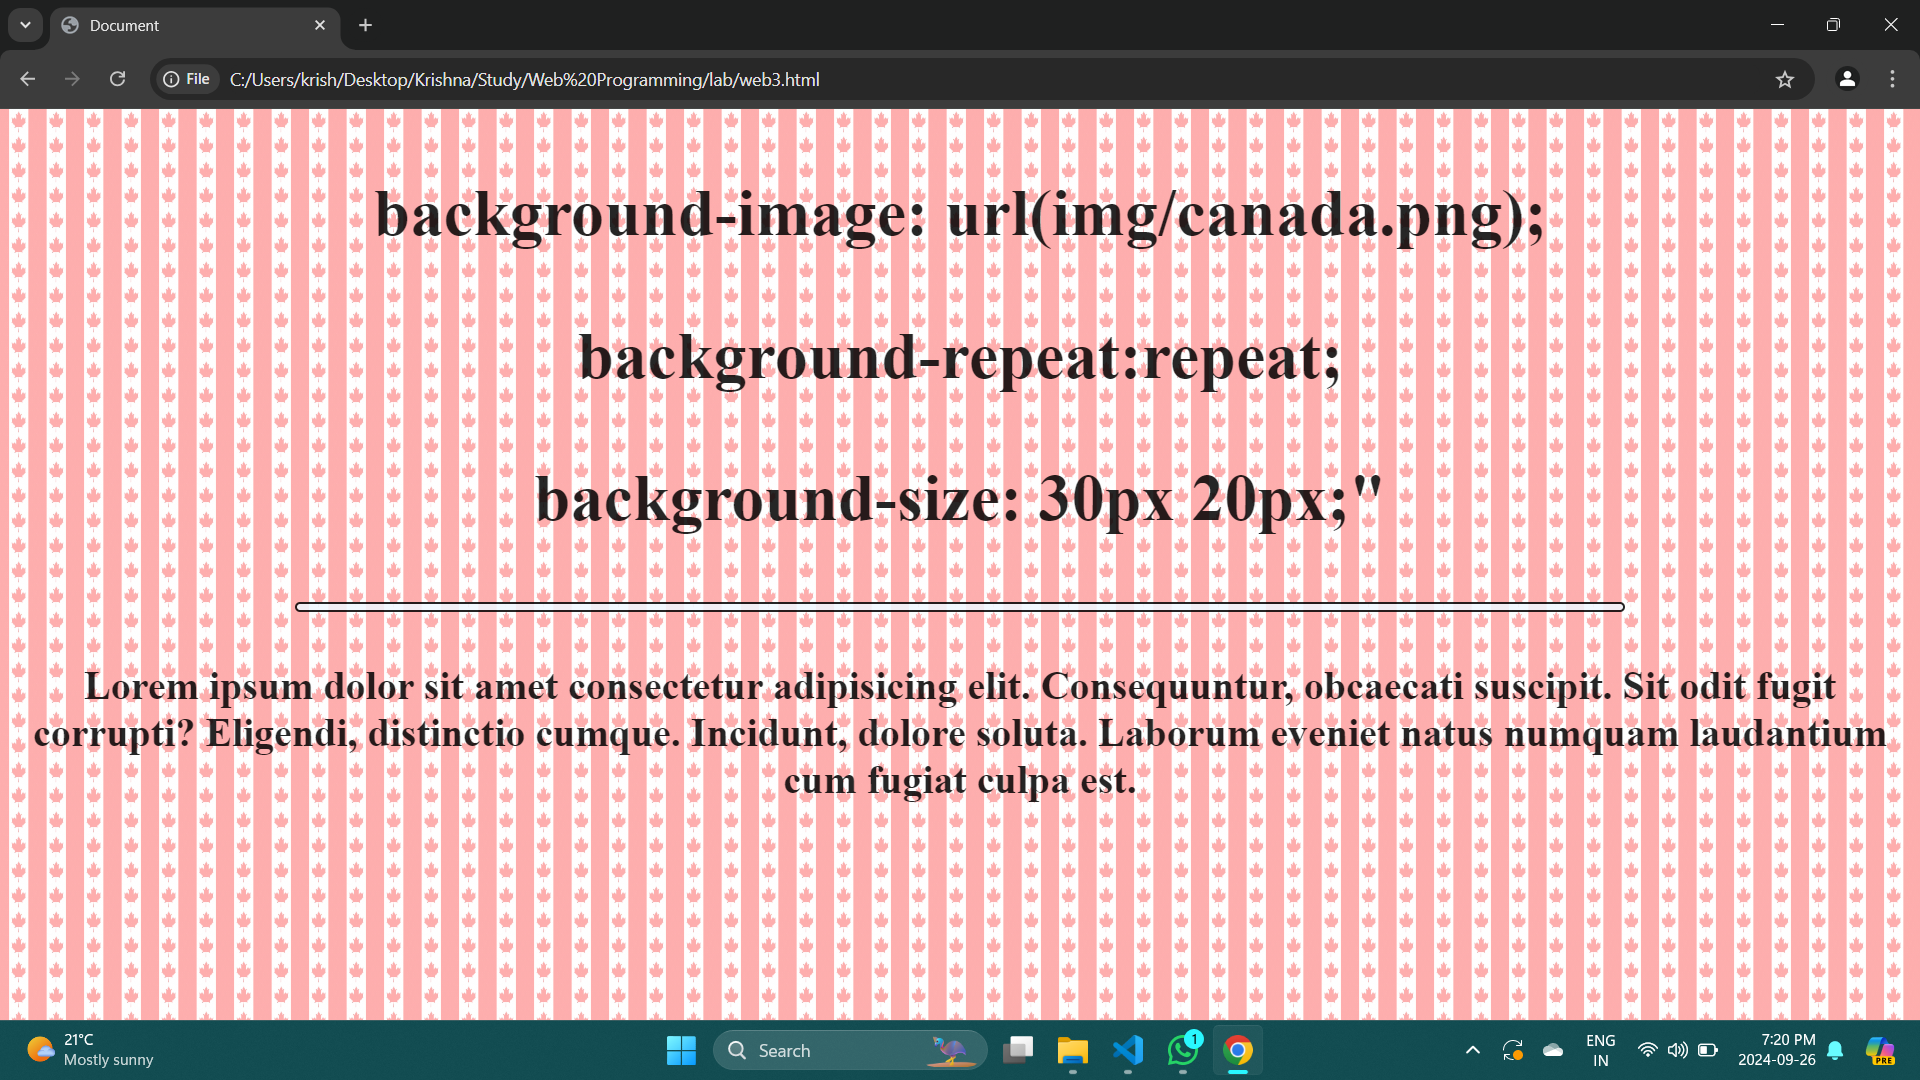 Document
File
C:/Users/krish/Desktop/Krishna/Study/Web%20Programming/lab/web3.html
background-image: url(img/canada.png);
background-repeat:repeat;
background-size: 30px 20px;"
Lorem ipsum dolor sit amet consectetur adipisicing elit. Consequuntur, obcaecati suscipit. Sit odit fugit
corrupti? Eligendi, distinctio cumque. Incidunt, dolore soluta. Laborum eveniet natus numquam laudantium
cum fugiat culpa est.
21°C
Mostly sunny
Search
1
ENG
IN
7:20 PM
2024-09-26
PRE